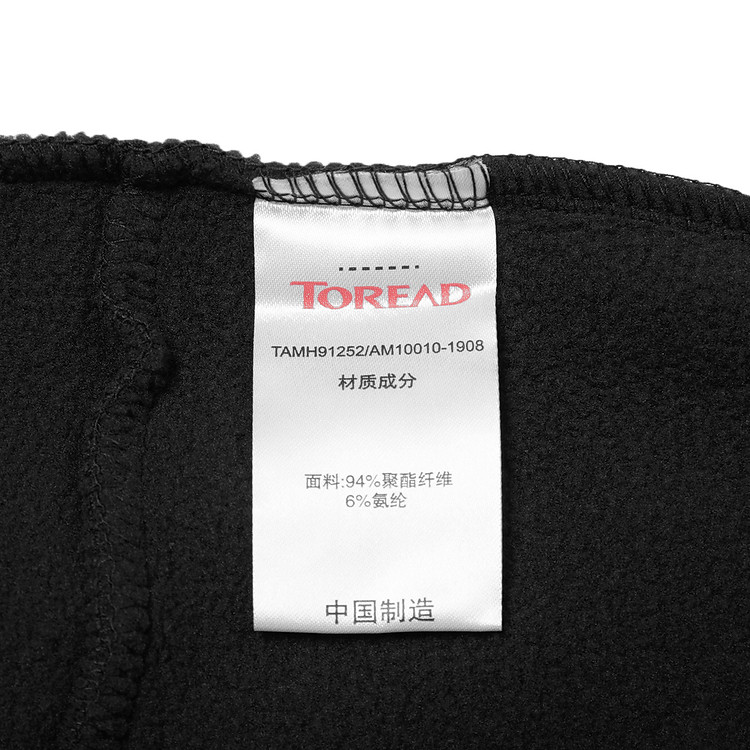 TOREAD
TAMH91252/AM10010-1908
材质成分
面料:94%聚酯纤维
6%氨纶
中国制造